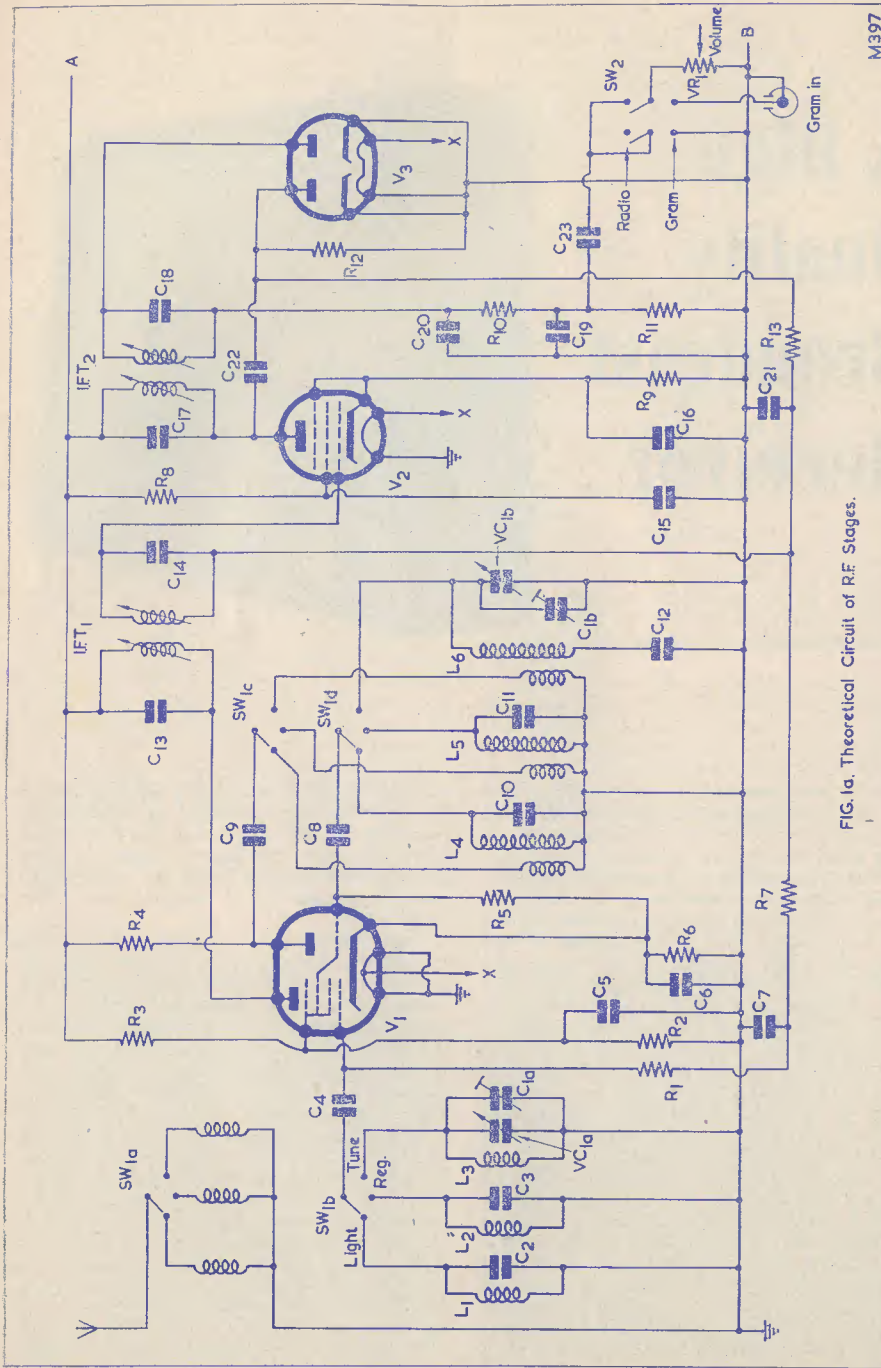 A
SW1a
SW1b
Light
Tune
Reg.
L1
C2
L2
C3
L3
VC1a
C1a
C4
R1
R2
R3
R4
V1
X
C5
C6
C7
R5
R6
R7
C8
C9
SW1c
SW1d
L4
C10
L5
C11
L6
C12
C1b
VC1b
C13
I.F.T.1
C14
C15
R8
V2
X
C16
R9
C17
I.F.T.2
C18
C22
C20
R10
C19
R11
C21
R13
R12
V3
X
C23
Radio
Gram
SW2
VR1
Volume
B
Gram in
M397
FIG. 1a. Theoretical Circuit of R.F. Stages.